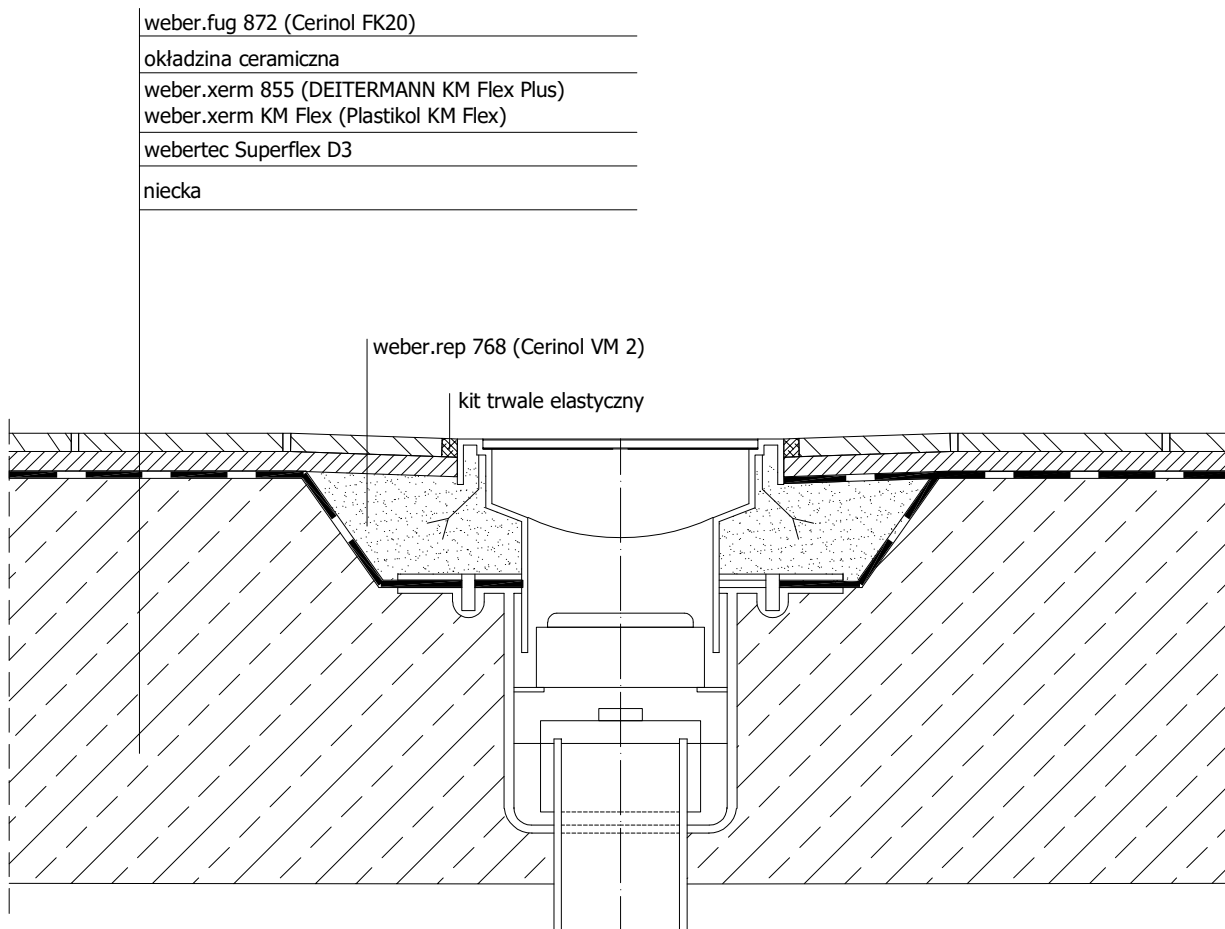 weber.fug 872 (Cerinol FK20)
okładzina ceramiczna
weber.xerm 855 (DEITERMANN KM Flex Plus)
weber.xerm KM Flex (Plastikol KM Flex)
webertec Superflex D3
niecka
weber.rep 768 (Cerinol VM 2)
kit trwale elastyczny